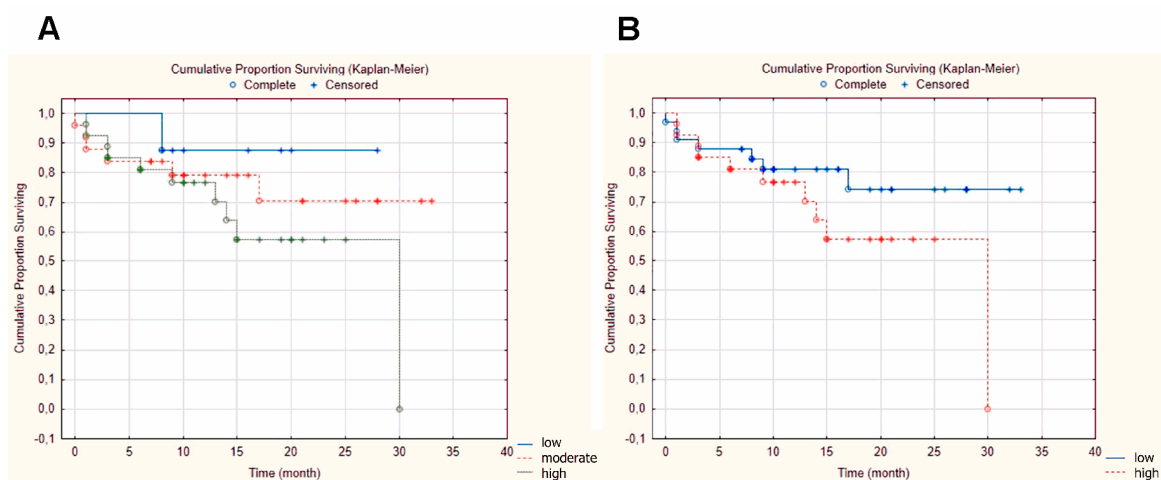 A
Cumulative Proportion Surviving (Kaplan-Meier)
Complete Censored
Cumulative Proportion Surviving
1,0
0,9
0,8
0,7
0,6
0,5
0,4
0,3
0,2
0,1
0,0
-0,1
0 5 10 15 20 25 30 35 40
Time (month)
low
moderate
high
B
Cumulative Proportion Surviving (Kaplan-Meier)
Complete Censored
Cumulative Proportion Surviving
1,0
0,9
0,8
0,7
0,6
0,5
0,4
0,3
0,2
0,1
0,0
-0,1
0 5 10 15 20 25 30 35 40
Time (month)
low
high